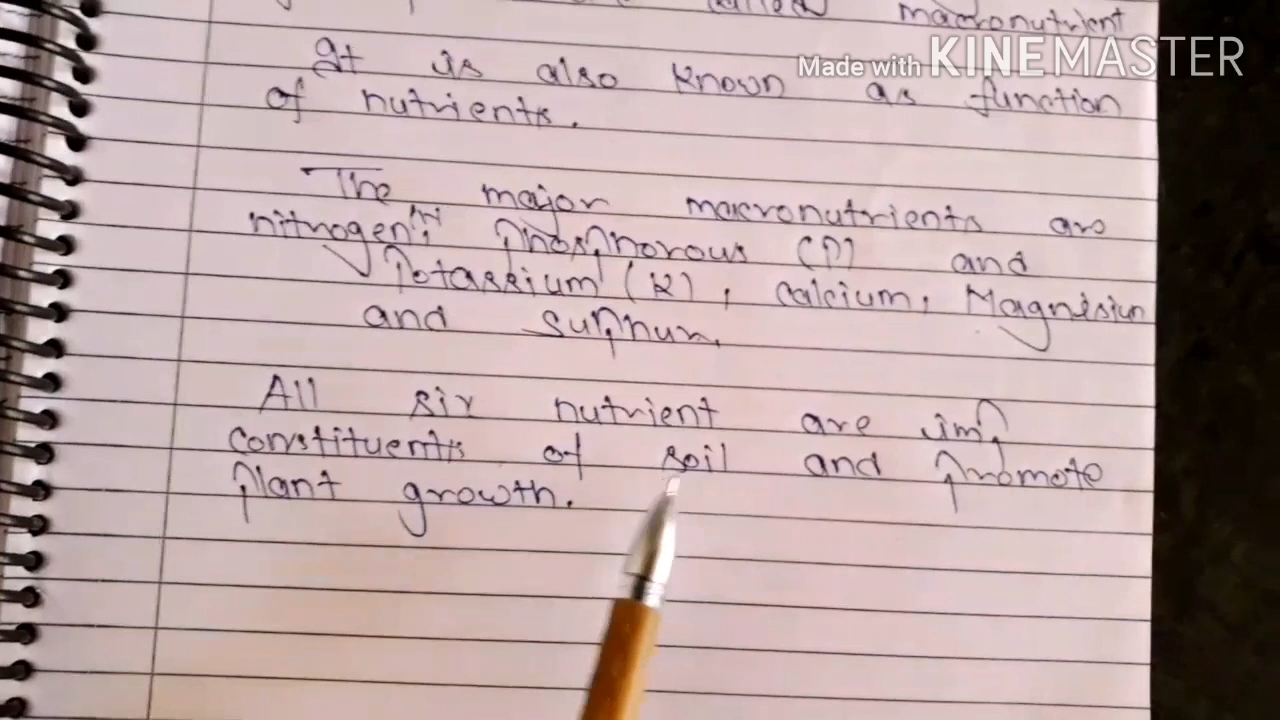 called macronutrient
Made with KINEMASTER
It is also known as function
of nutrients.
The major macronutrients are
nitrogen(N), Phosphorous (P) and
Potassium (K), calcium, Magnesium
and sulphur.
All six nutrient are imp
constituents of soil and promote
plant growth.